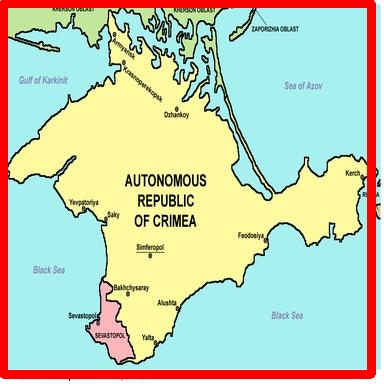 KHERSON OBLAST
KHERSON OBLAST
ZAPORIZHIA OBLAST
Armyansk
Krasnoperekopsk
Gulf of Karkinit
Sea of Azov
Dzhankoy
AUTONOMOUS
REPUBLIC
OF CRIMEA
Kerch
Yevpatoriya
Saky
Feodosiya
Simferopol
Black Sea
Bakhchysaray
Alushta
Sevastopol
Black Sea
SEVASTOPOL
Yalta